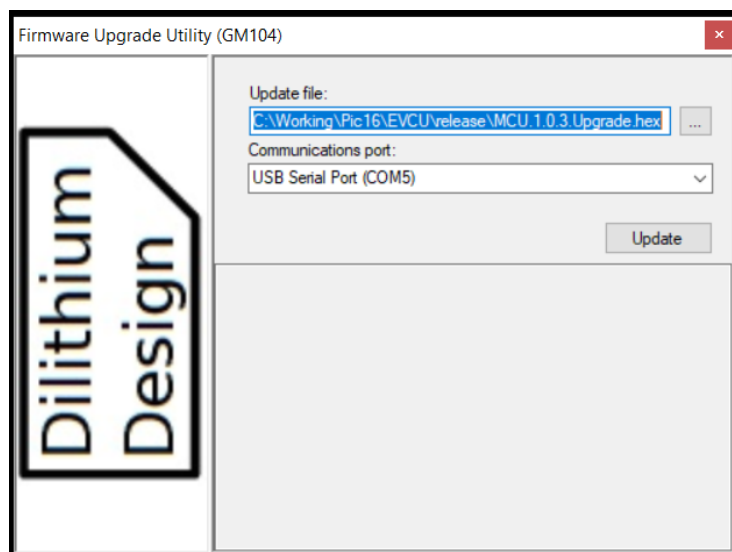 Firmware Upgrade Utility (GM104)
Dilithium
Design
Update file:
C:\Working\Pic16\EVCU\release\MCU.1.0.3.Upgrade.hex
...
Communications port:
USB Serial Port (COM5)
Update